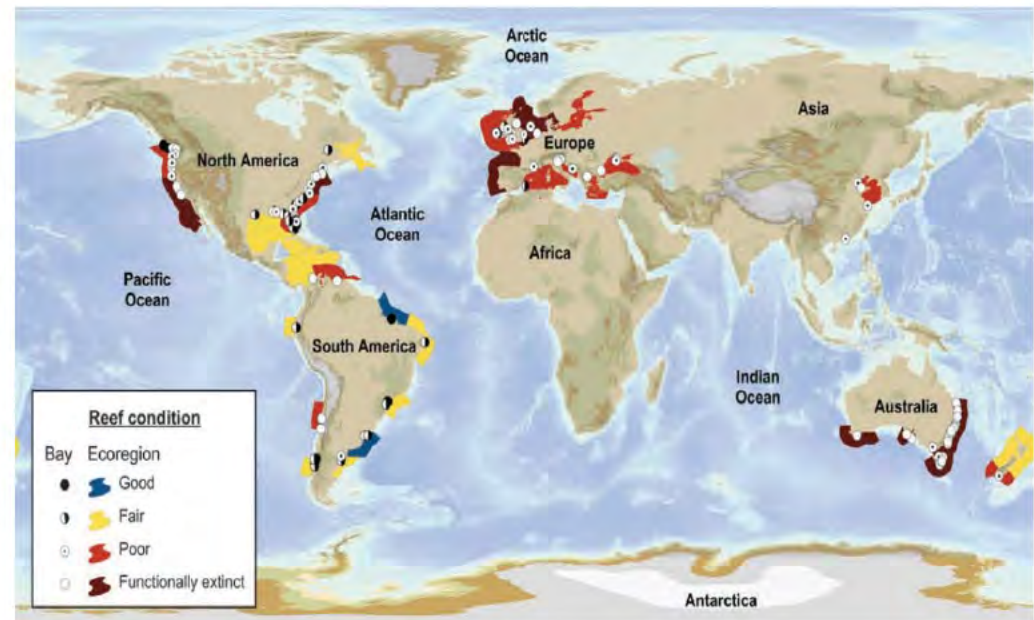 Arctic
Ocean
Asia
Europe
North America
Atlantic
Ocean
Africa
Pacific
Ocean
South America
Indian
Ocean
Australia
Reef condition
Bay Ecoregion
Good
Fair
Poor
Functionally extinct
Antarctica